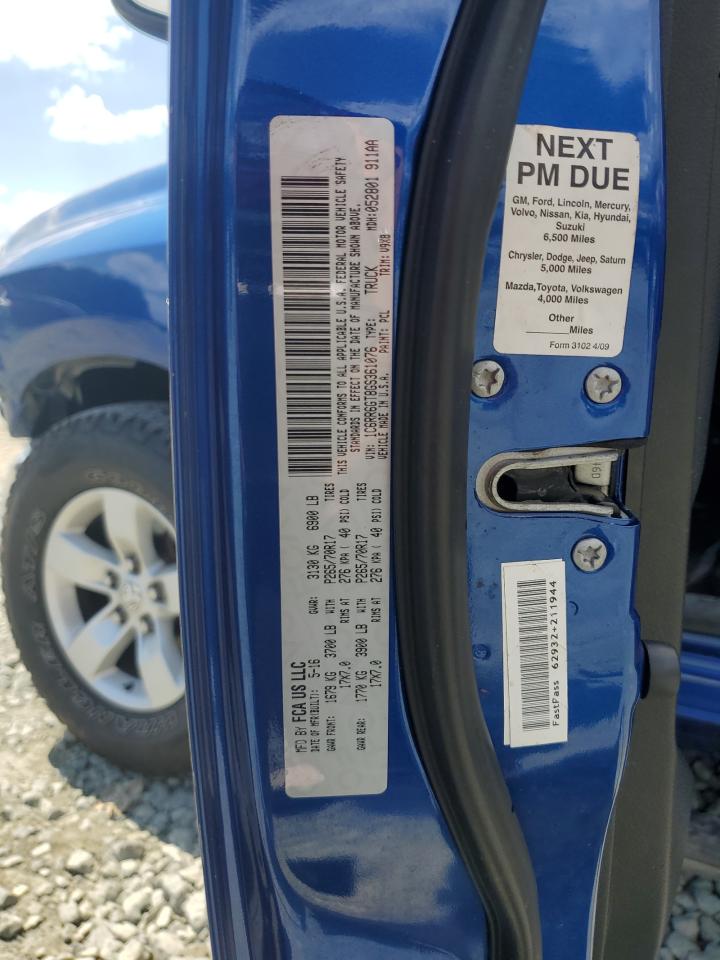 MFD BY FCA US LLC
DATE OF MFR(BUILT): 5-16 GVWR: 3130 KG 6900 LB
GAWR FRONT: 1679 KG 3700 LB WITH P265/70R17 TIRES
17X7.0 RIMS AT 276 KPA( 40 PSI) COLD
GAWR REAR: 1770 KG 3900 LB WITH P265/70R17 TIRES
17X7.0 RIMS AT 276 KPA( 40 PSI) COLD
THIS VEHICLE CONFORMS TO ALL APPLICABLE U.S.A. FEDERAL MOTOR VEHICLE SAFETY
STANDARDS IN EFFECT ON THE DATE OF MANUFACTURE SHOWN ABOVE.
VIN: 1C6RR6GT8GS361076 TYPE: TRUCK MDH:052801 911AA
VEHICLE MADE IN U.S.A. PAINT: PCL TRIM: V9X8
NEXT
PM DUE
GM, Ford, Lincoln, Mercury,
Volvo, Nissan, Kia, Hyundai,
Suzuki
6,500 Miles
Chrysler, Dodge, Jeep, Saturn
5,000 Miles
Mazda,Toyota, Volkswagen
4,000 Miles
Other
______Miles
Form 3102 4/09
FastPass 62932+211944